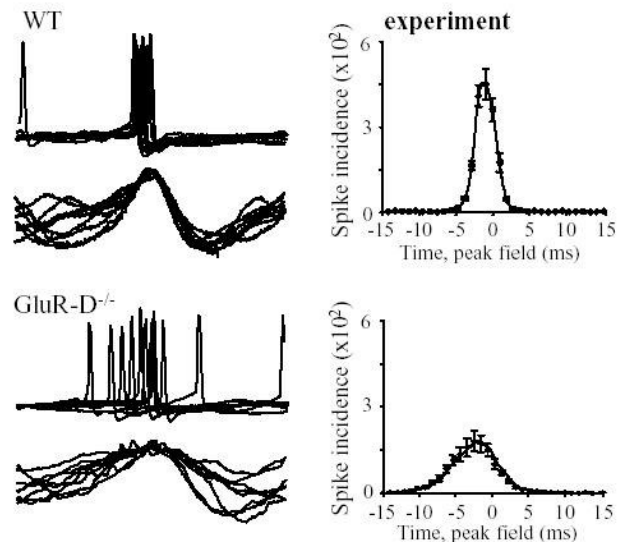 WT
experiment
Spike incidence (x10²)
6
3
0
-15 -10 -5 0 5 10 15
Time, peak field (ms)
GluR-D⁻/⁻
Spike incidence (x10²)
6
3
0
-15 -10 -5 0 5 10 15
Time, peak field (ms)